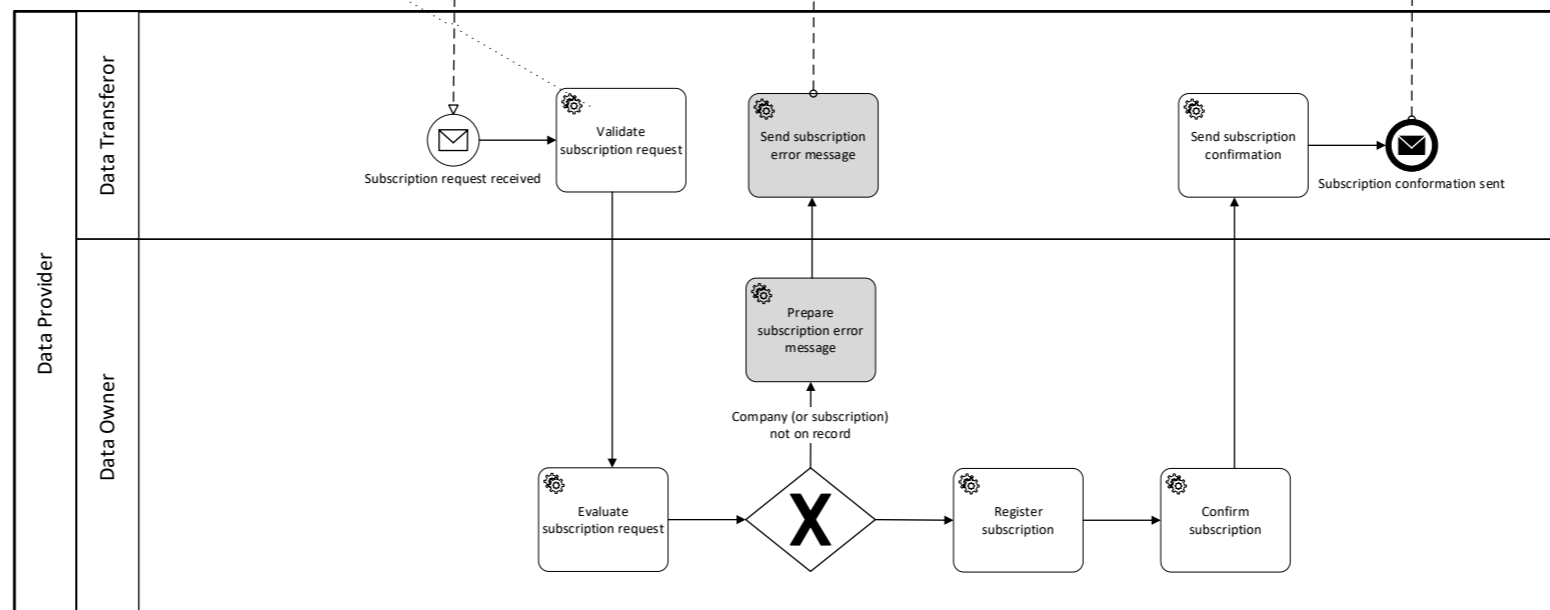 Data Provider
Data Transferor
Subscription request received
Validate
subscription request
Send subscription
error message
Send subscription
confirmation
Subscription conformation sent
Data Owner
Prepare
subscription error
message
Company (or subscription)
not on record
Evaluate
subscription request
X
Register
subscription
Confirm
subscription